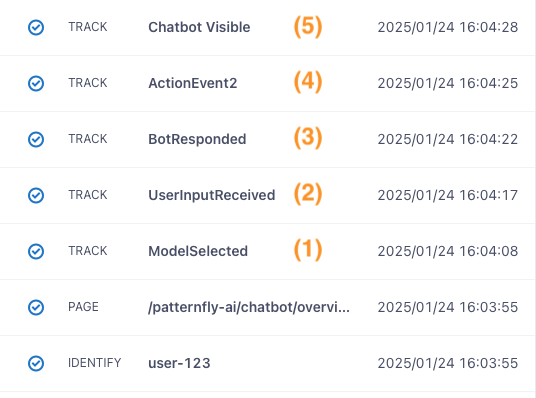 TRACK Chatbot Visible (5) 2025/01/24 16:04:28
TRACK ActionEvent2 (4) 2025/01/24 16:04:25
TRACK BotResponded (3) 2025/01/24 16:04:22
TRACK UserInputReceived (2) 2025/01/24 16:04:17
TRACK ModelSelected (1) 2025/01/24 16:04:08
PAGE /patternfly-ai/chatbot/overvi... 2025/01/24 16:03:55
IDENTIFY user-123 2025/01/24 16:03:55